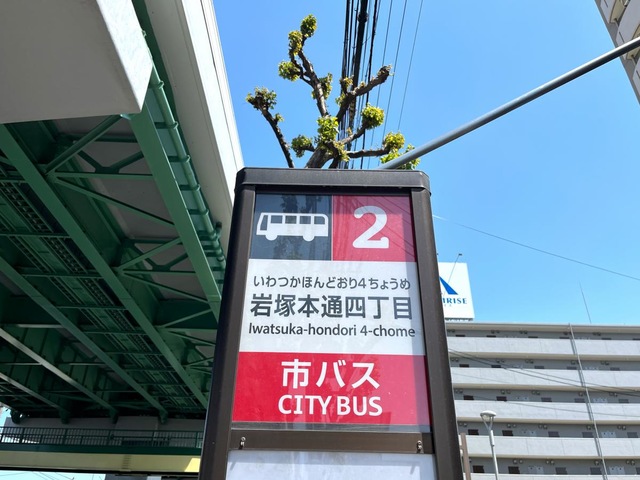 2
いわつかほんどおり4ちょうめ
岩塚本通四丁目
Iwatsuka-hondori 4-chome
市バス
CITY BUS